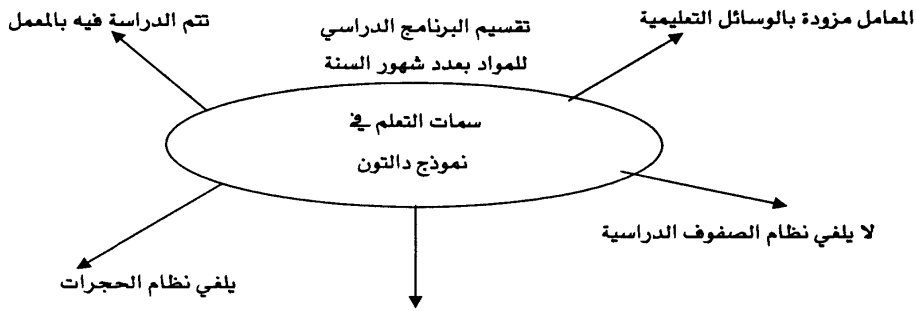 المعامل مزودة بالوسائل التعليمية
تقسيم البرنامج الدراسي
للمواد بعدد شهور السنة
تتم الدراسة فيه بالمعمل
سمات التعلم في
نموذج دالتون
لا يلغي نظام الصفوف الدراسية
يلغي نظام الحجرات